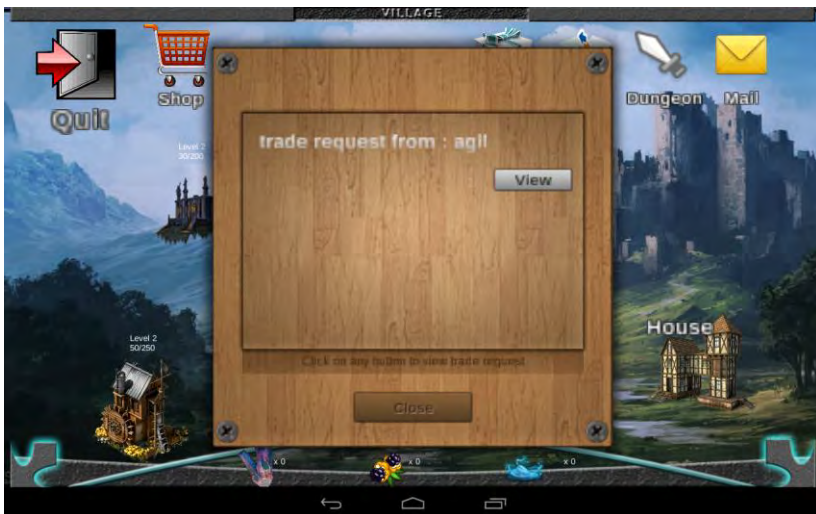 VILLAGE
Quit
Shop
Dungeon
Mail
Level 2
30/200
trade request from : agil
View
House
Level 2
50/250
Click on any button to view trade request
Close
x 0
x 0
x 0